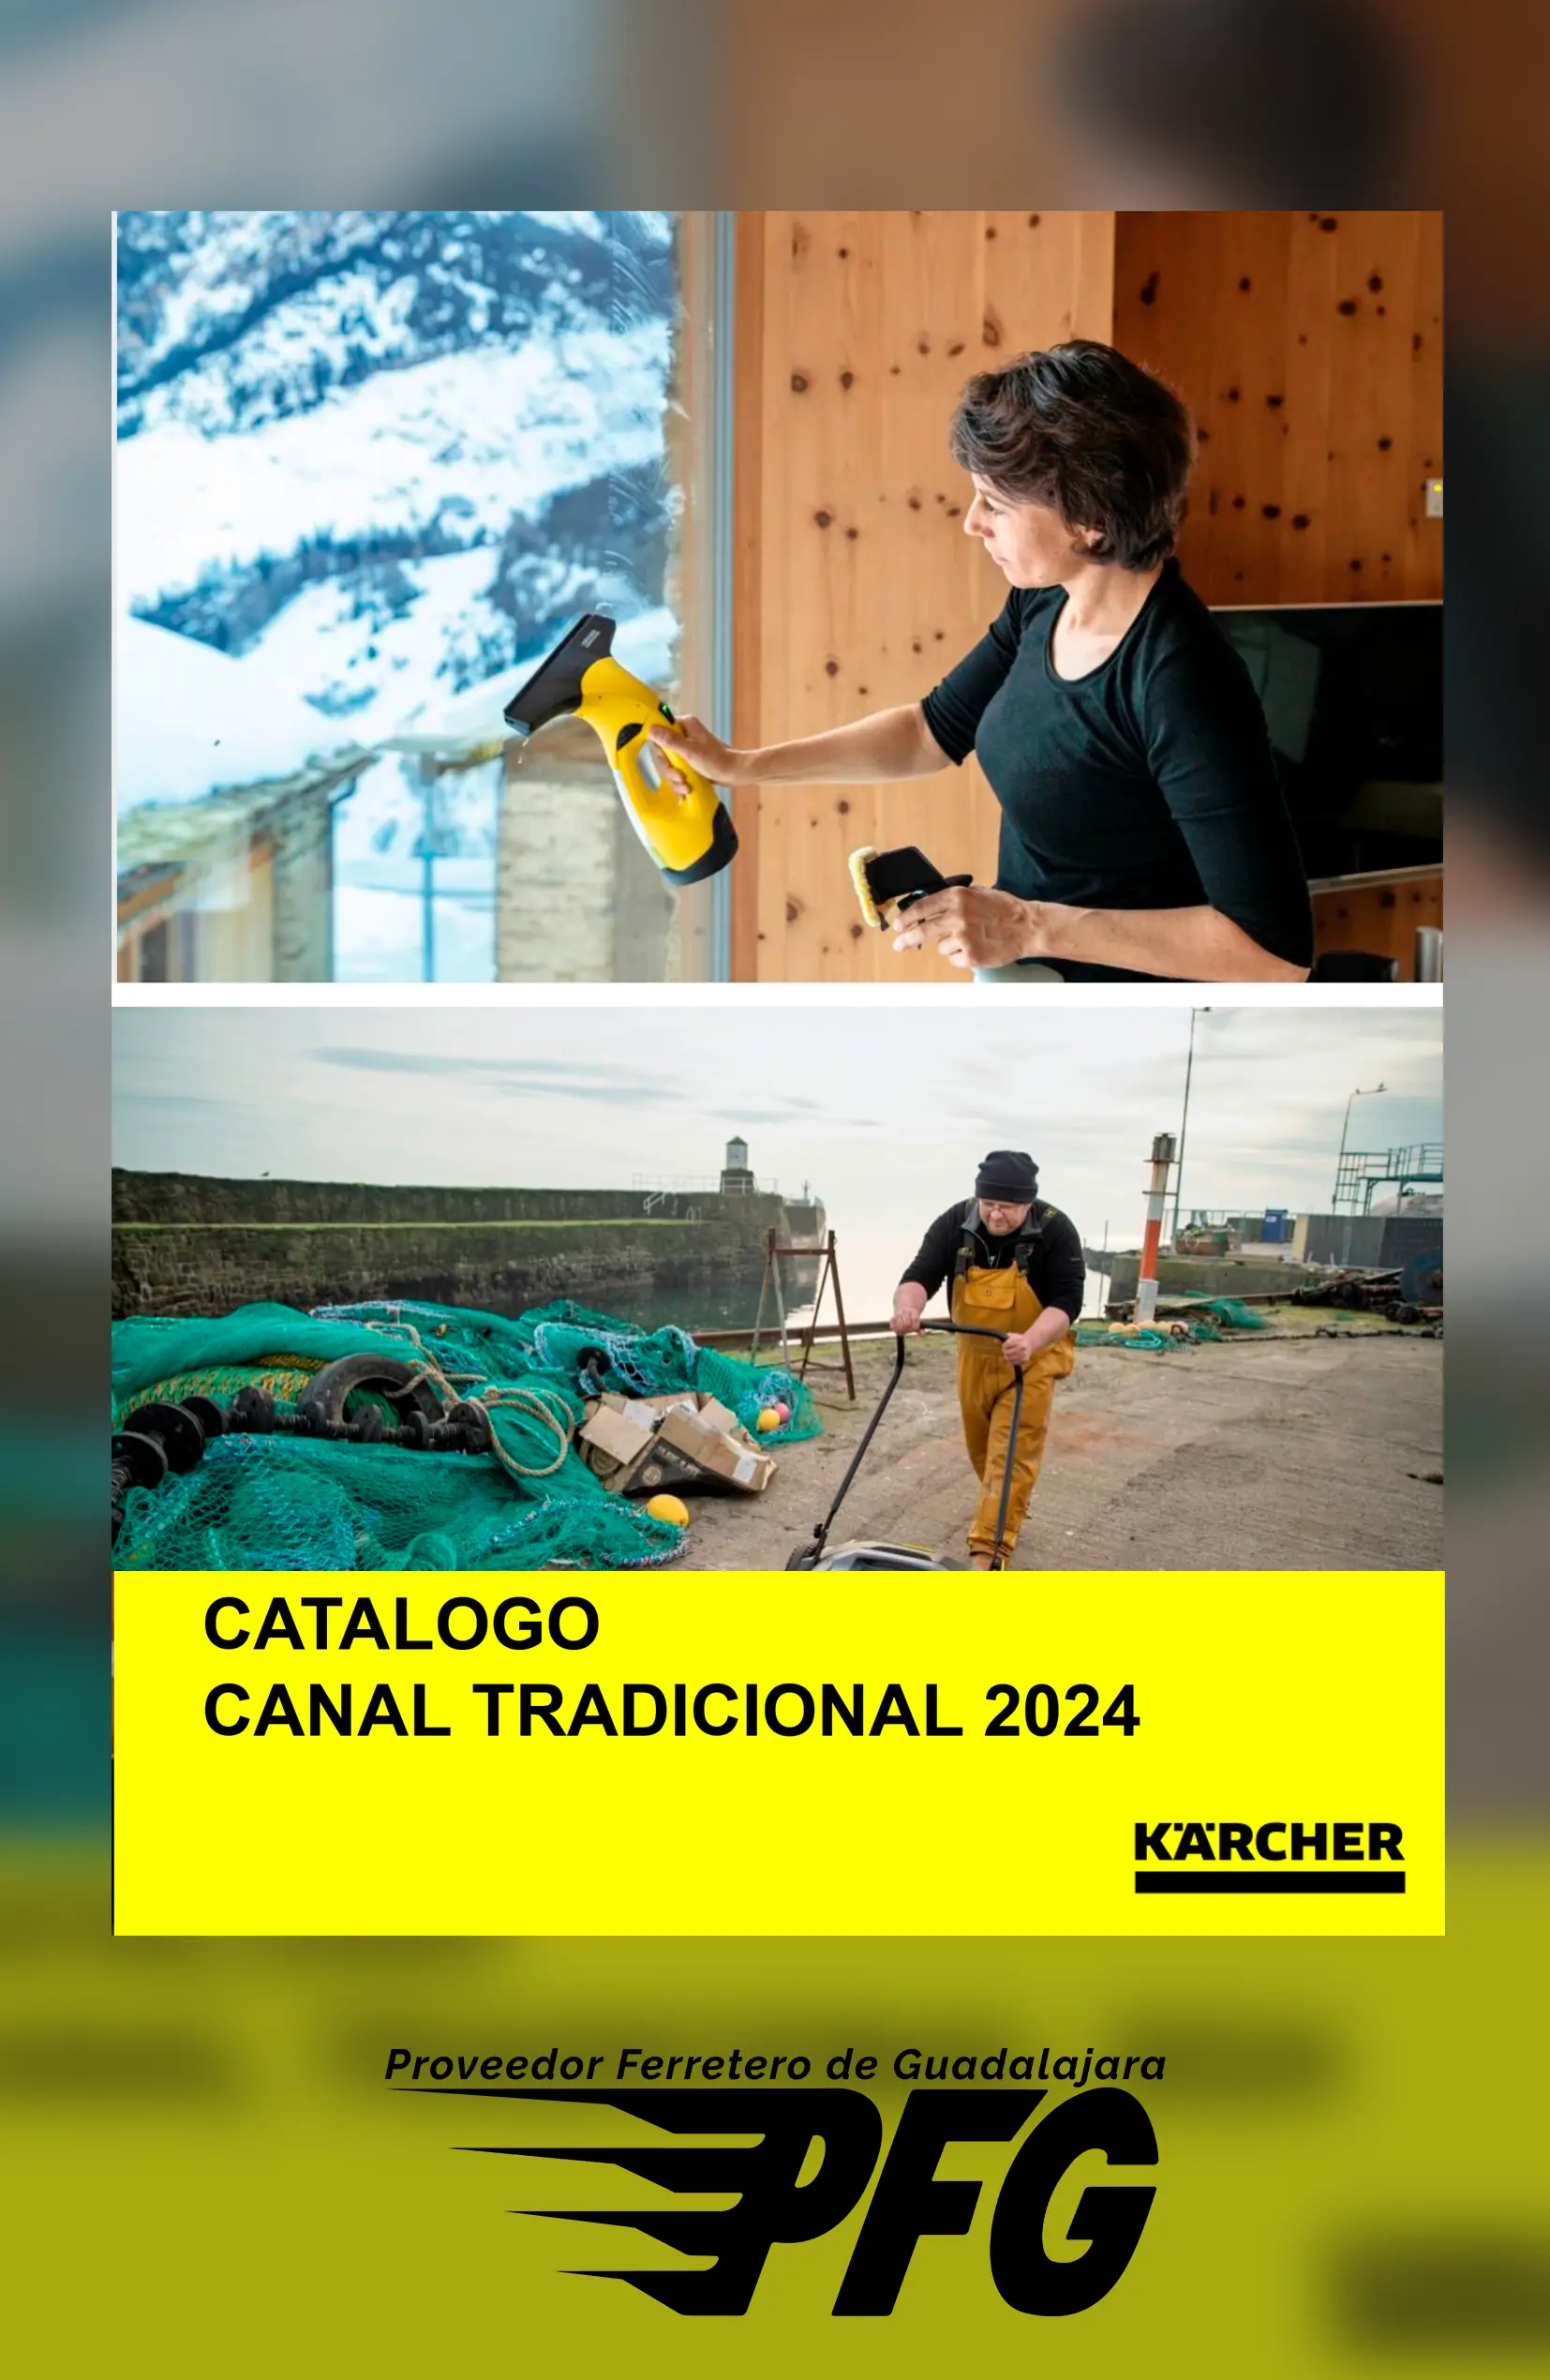 CATALOGO
CANAL TRADICIONAL 2024
KÄRCHER
Proveedor Ferretero de Guadalajara
PFG